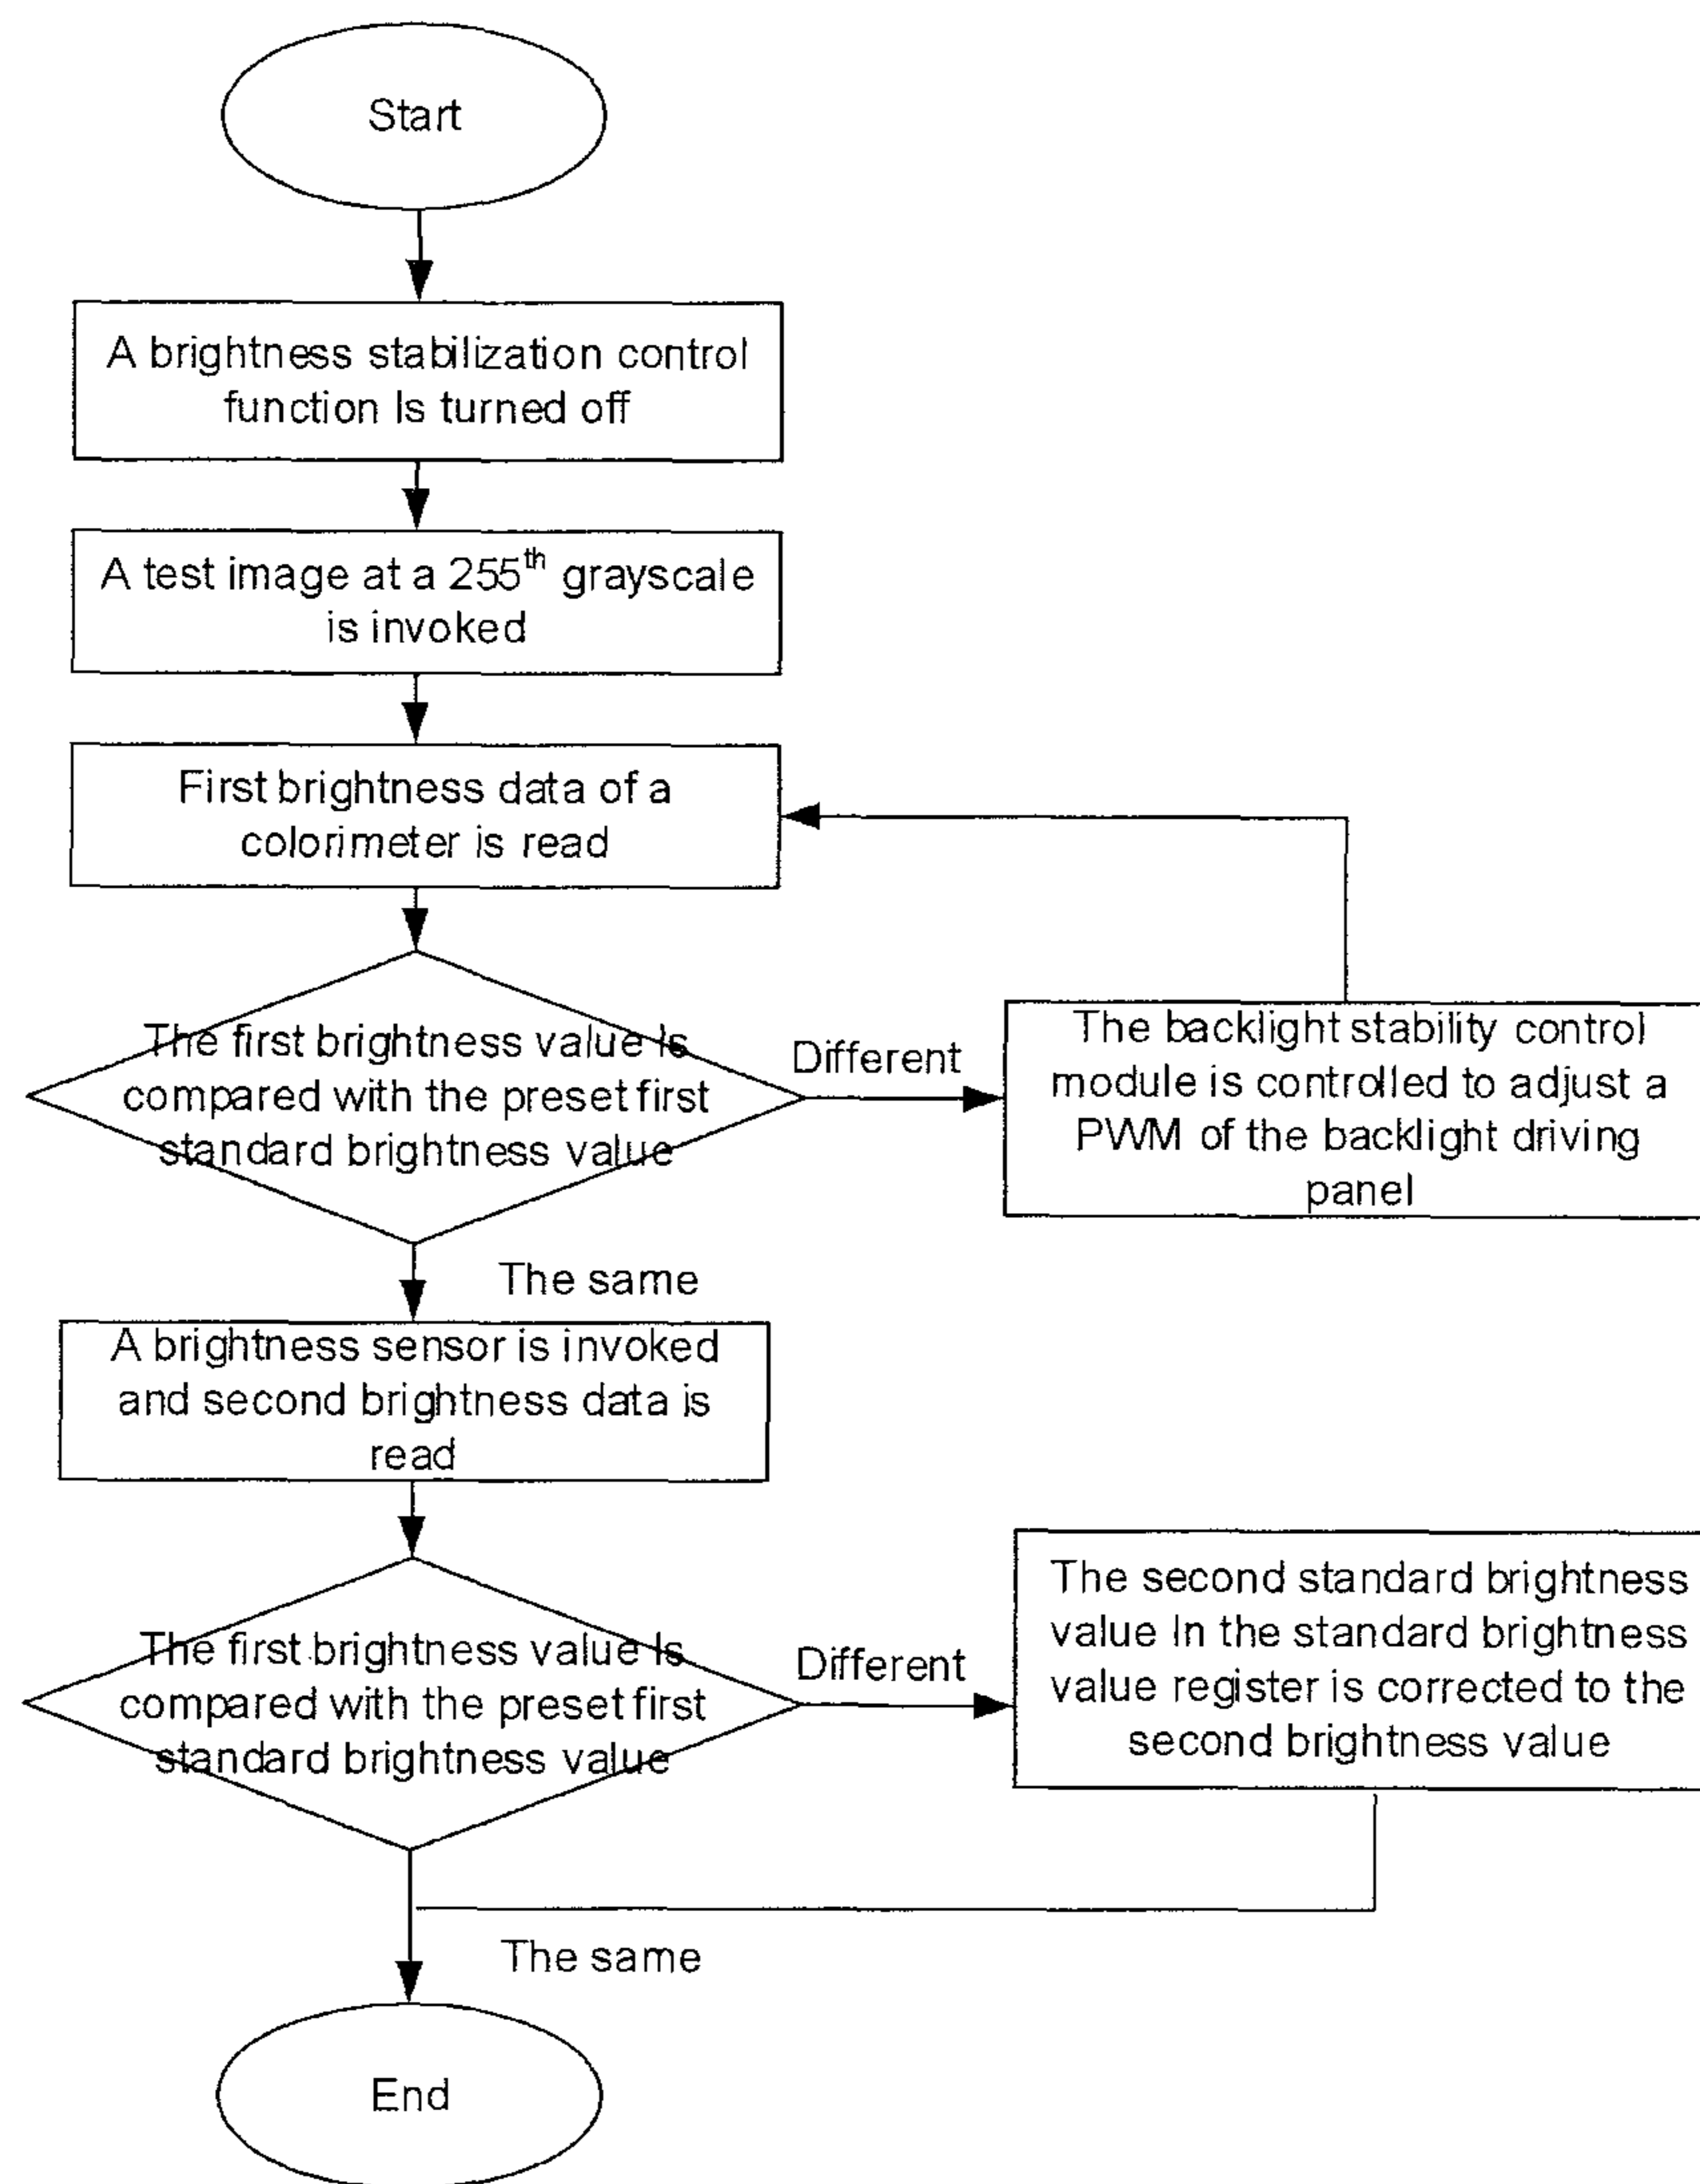 Start
A brightness stabilization control
function Is turned off
A test image at a 255th grayscale
is invoked
First brightness data of a
colorimeter is read
The first brightness value Is
compared with the preset first
standard brightness value
Different
The backlight stability control
module is controlled to adjust a
PWM of the backlight driving
panel
The same
A brightness sensor is invoked
and second brightness data is
read
The first brightness value Is
compared with the preset first
standard brightness value
Different
The second standard brightness
value In the standard brightness
value register is corrected to the
second brightness value
The same
End